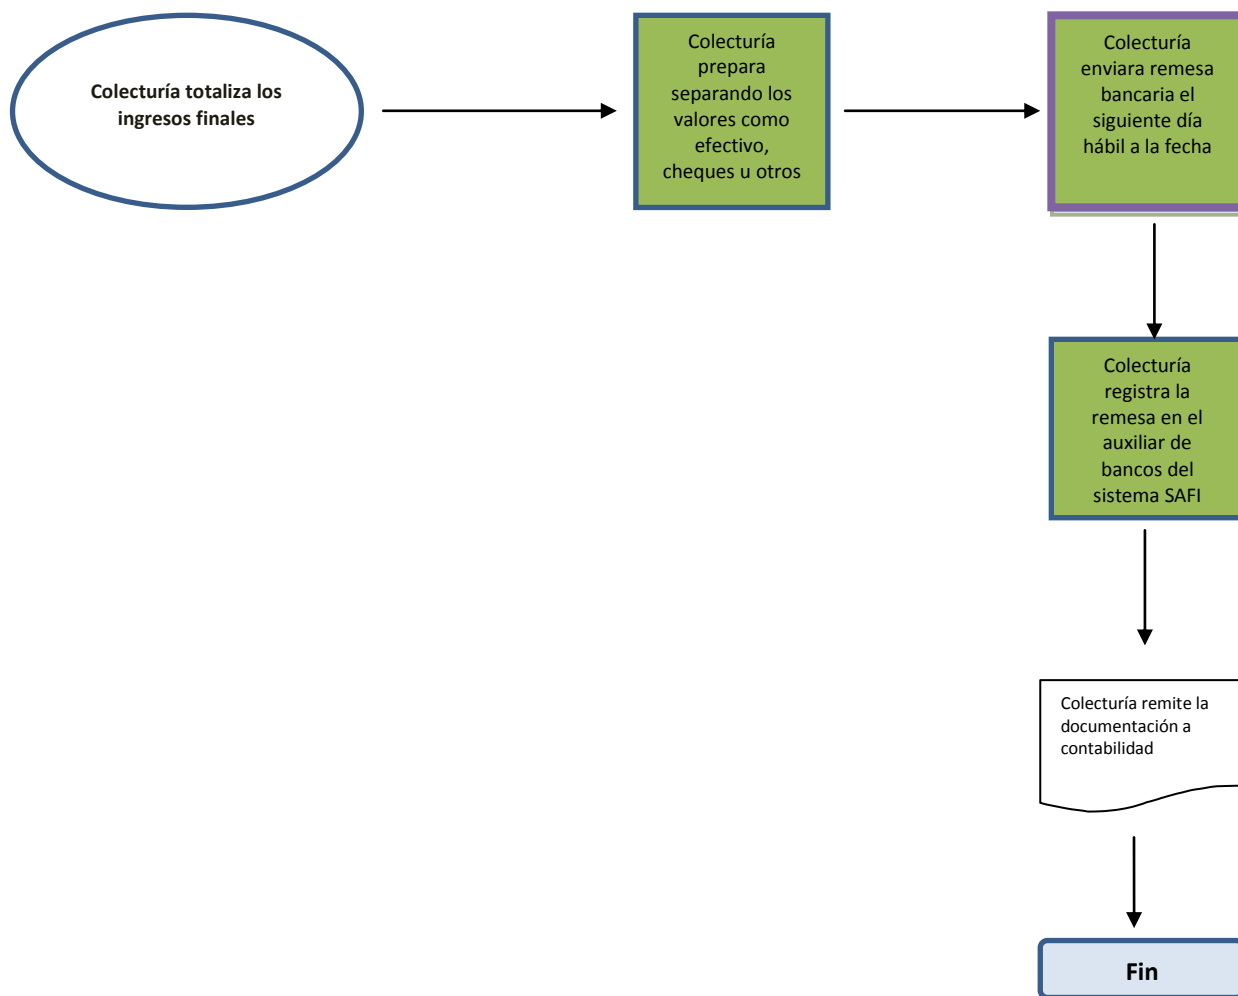 Colecturía totaliza los
ingresos finales
Colecturía
prepara
separando los
valores como
efectivo,
cheques u otros
Colecturía
enviara remesa
bancaria el
siguiente día
hábil a la fecha
Colecturía
registra la
remesa en el
auxiliar de
bancos del
sistema SAFI
Colecturía remite la
documentación a
contabilidad
Fin